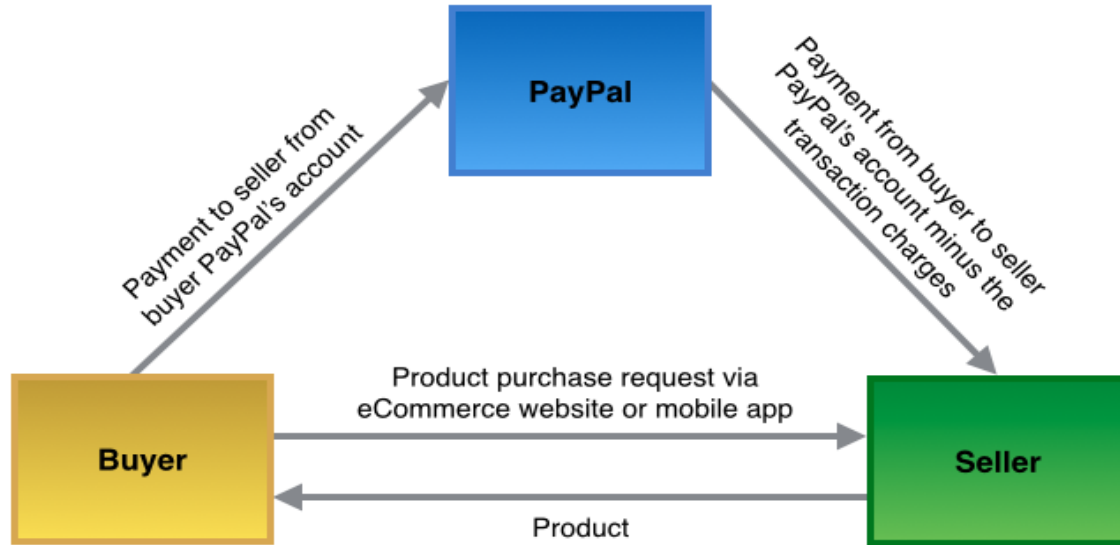 PayPal
Payment to seller from
buyer PayPal's account
Payment from buyer to seller
PayPal's account minus the
transaction charges
Product purchase request via
eCommerce website or mobile app
Buyer
Seller
Product